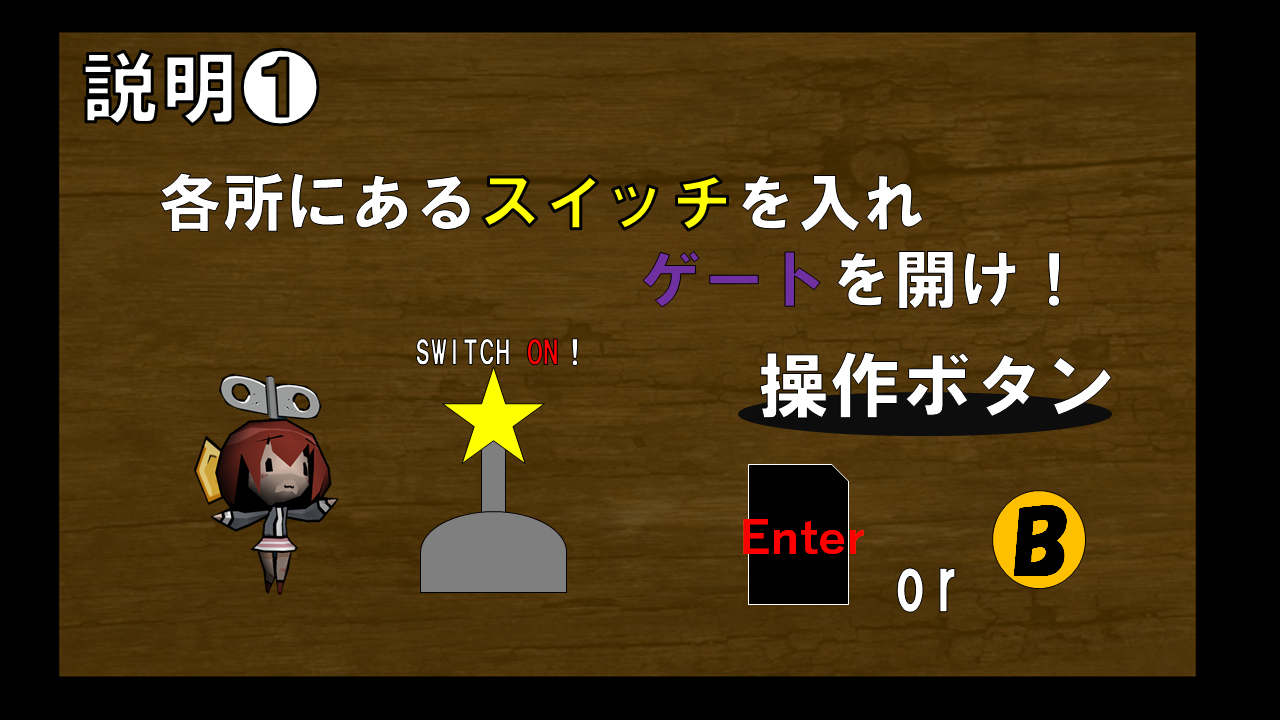 説明❶
各所にあるスイッチを入れ
ゲートを開け！
SWITCH ON！
操作ボタン
Enter
or
B